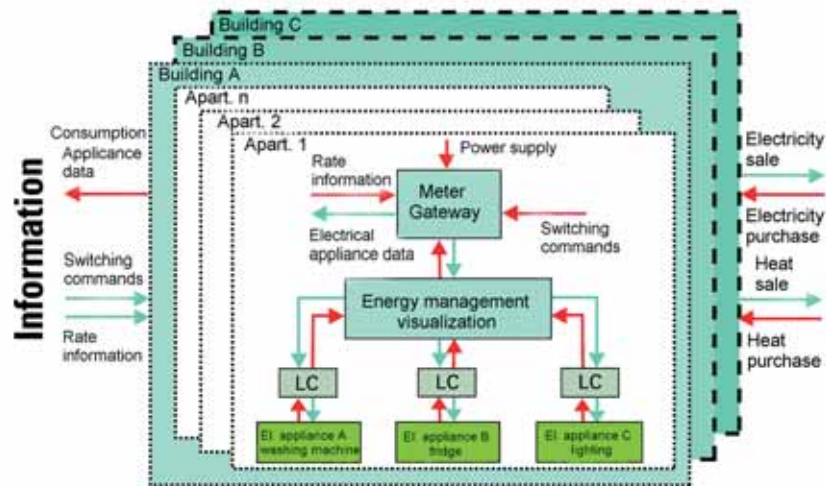 Building C
Building B
Building A
Apart. n
Apart. 2
Apart. 1
Information
Consumption
Applicance
data
Switching
commands
Rate
information
Power supply
Rate
information
Meter
Gateway
Electrical
appliance data
Switching
commands
Energy management
visualization
LC
LC
LC
El. appliance A
washing machine
El. appliance B
fridge
El. appliance C
lighting
Electricity
sale
Electricity
purchase
Heat
sale
Heat
purchase